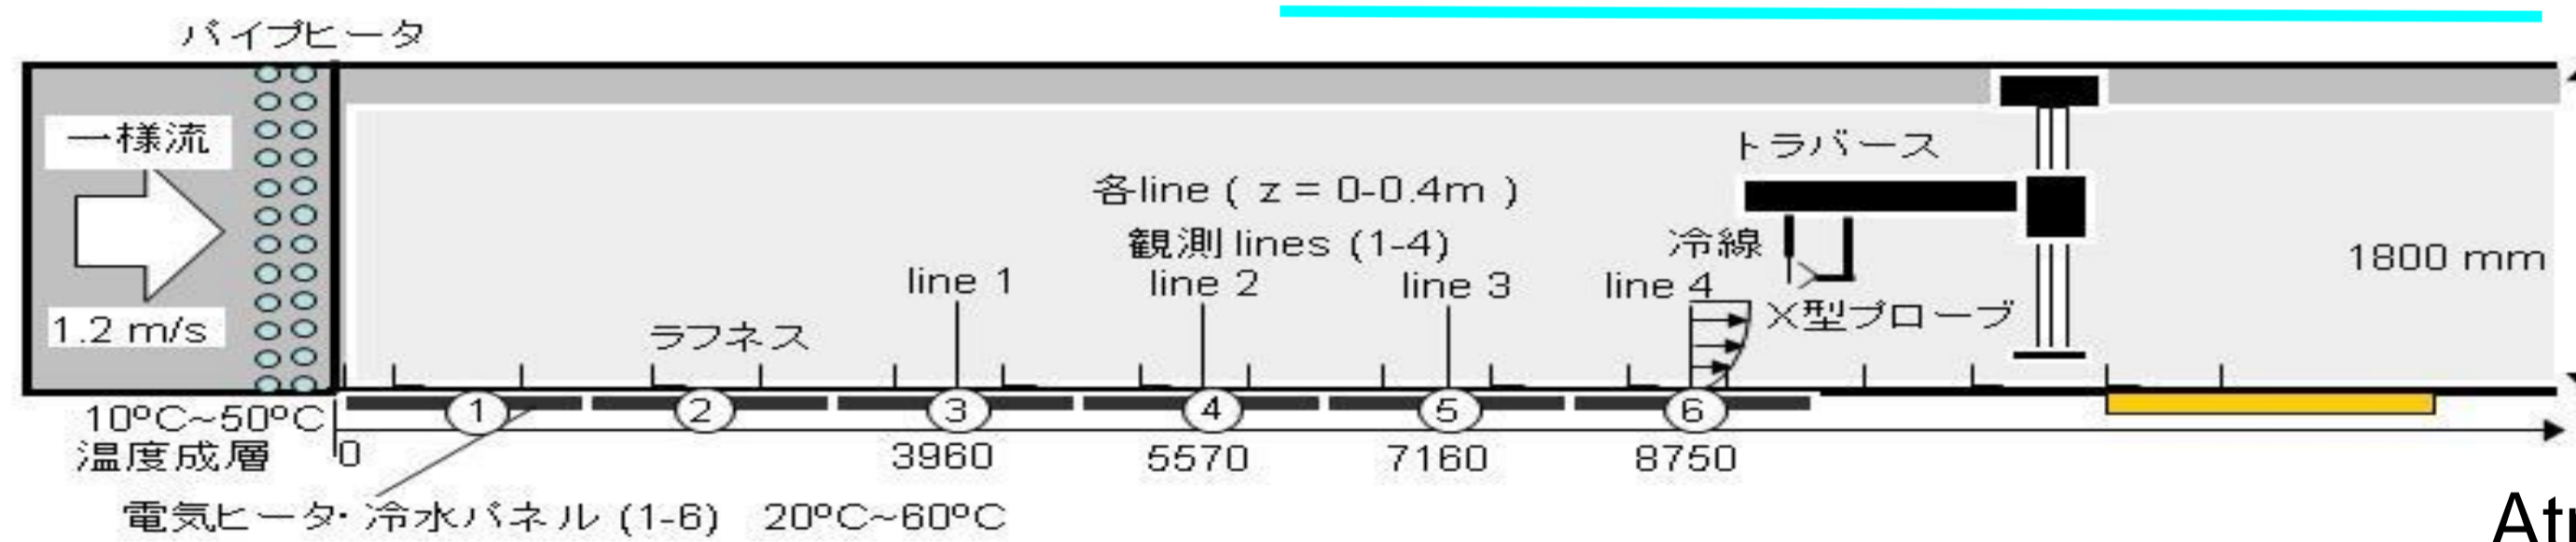 パイプヒータ
一様流
1.2 m/s
トラバース
各line ( z = 0-0.4m )
観測 lines (1-4)
冷線
1800 mm
line 1
line 2
line 3
line 4
X型プローブ
ラフネス
10ºC~50ºC
温度成層
1
2
3
4
5
6
0
3960
5570
7160
8750
電気ヒータ・冷水パネル (1-6) 20ºC~60ºC